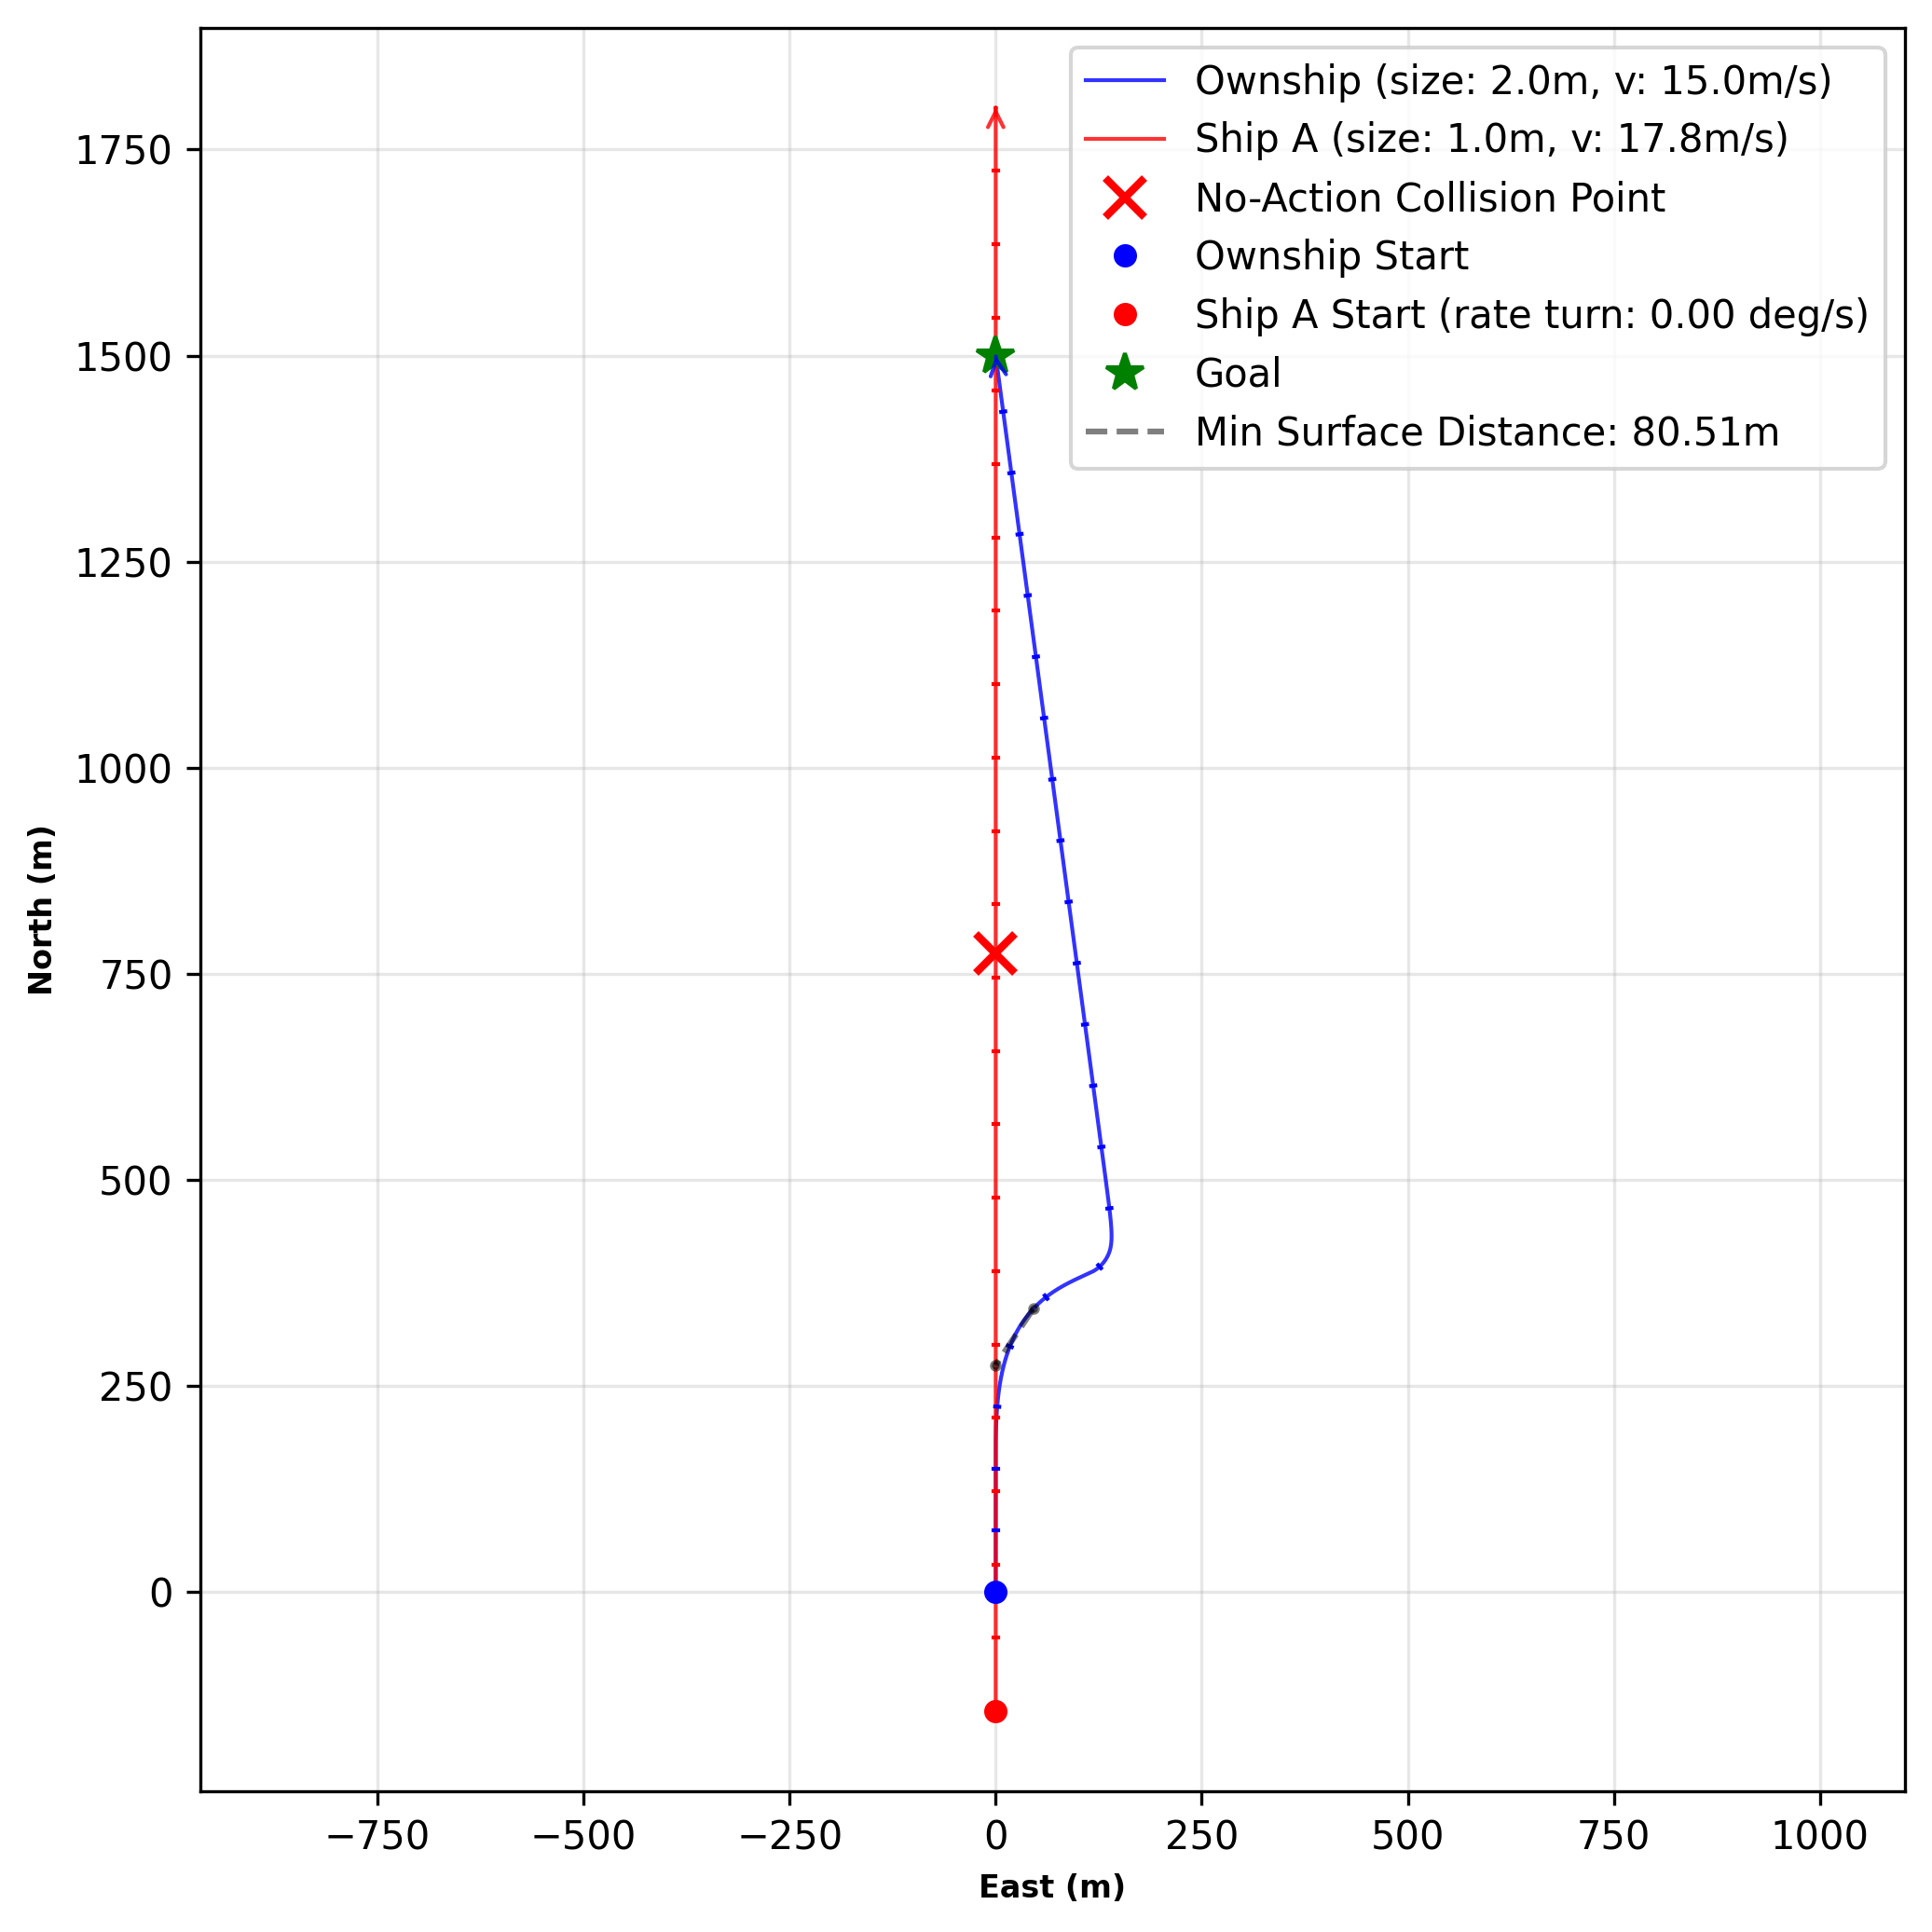 Ownship (size: 2.0m, v: 15.0m/s)
Ship A (size: 1.0m, v: 17.8m/s)
No-Action Collision Point
Ownship Start
Ship A Start (rate turn: 0.00 deg/s)
Goal
Min Surface Distance: 80.51m
1750
1500
1250
1000
750
500
250
0
North (m)
−750 −500 −250 0 250 500 750 1000
East (m)